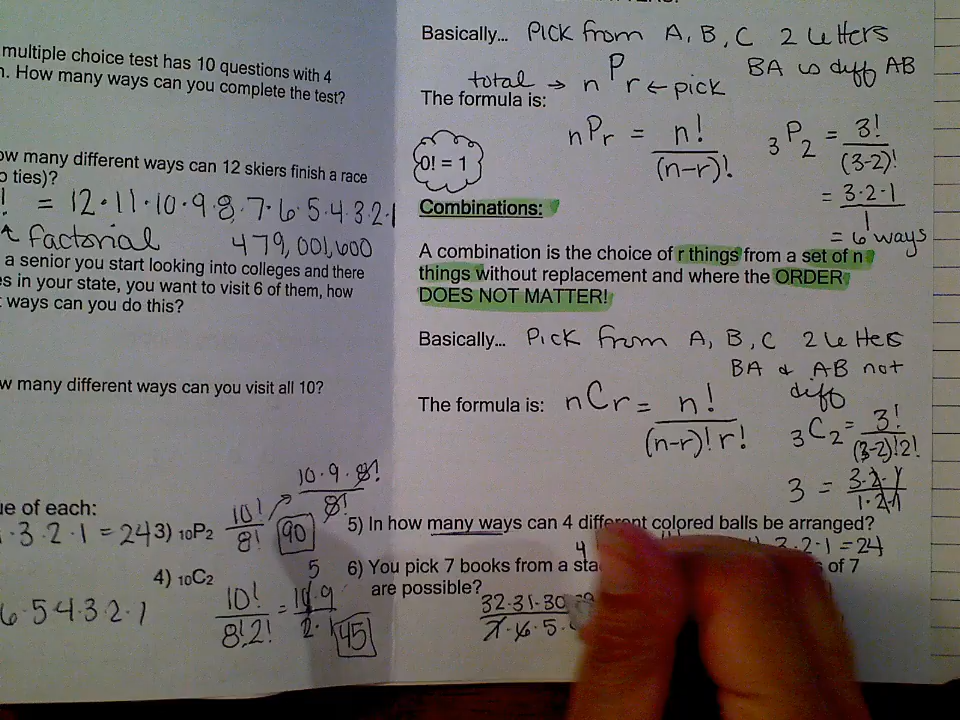 multiple choice test has 10 questions with 4
n. How many ways can you complete the test?
ow many different ways can 12 skiers finish a race
o ties)?
! = 12·11·10·9·8·7·6·5·4·3·2·1
↑ factorial 479,001,600
a senior you start looking into colleges and there
es in your state, you want to visit 6 of them, how
ways can you do this?
w many different ways can you visit all 10?
ue of each:
·3·2·1 = 24
3) 10P2 10!/8! → 10·9·8!/8! 90
4) 10C2 10!/8!2! = 10·9/2·1 5 45
6·5·4·3·2·1
Basically... PICK from A, B, C 2 letters
BA is diff AB
total → nPr ← pick
The formula is:
nPr = n!/(n-r)!
0! = 1
3P2 = 3!/(3-2)!
= 3·2·1/1
= 6 ways
Combinations:
A combination is the choice of r things from a set of n
things without replacement and where the ORDER
DOES NOT MATTER!
Basically... PICK from A, B, C 2 letters
BA & AB not
diff
The formula is: nCr = n!/(n-r)!r!
3C2 = 3!/(3-2)!2!
3 = 3·2·1/1·2·1
5) In how many ways can 4 different colored balls be arranged?
4 3·2·1 = 24
6) You pick 7 books from a of 7
are possible?
32·31·30
7·6·5